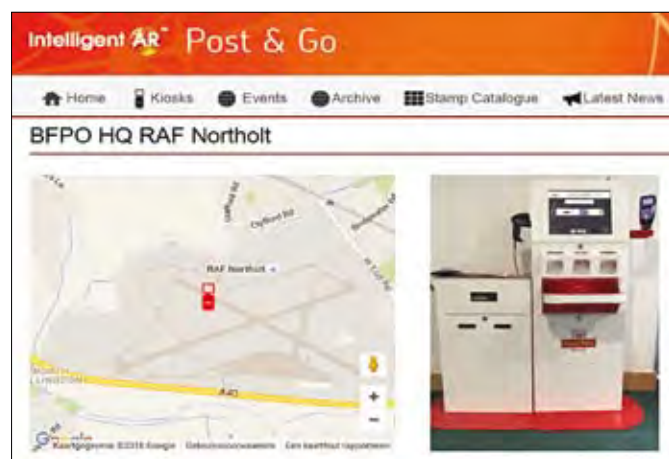 Intelligent AR™ Post & Go
Home Kiosks Events Archive Stamp Catalogue Latest News
BFPO HQ RAF Northolt
RAF Northolt
A40
+
−
Google
Kaartgegevens ©2016 Google Gebruiksvoorwaarden Een kaartfout rapporteren